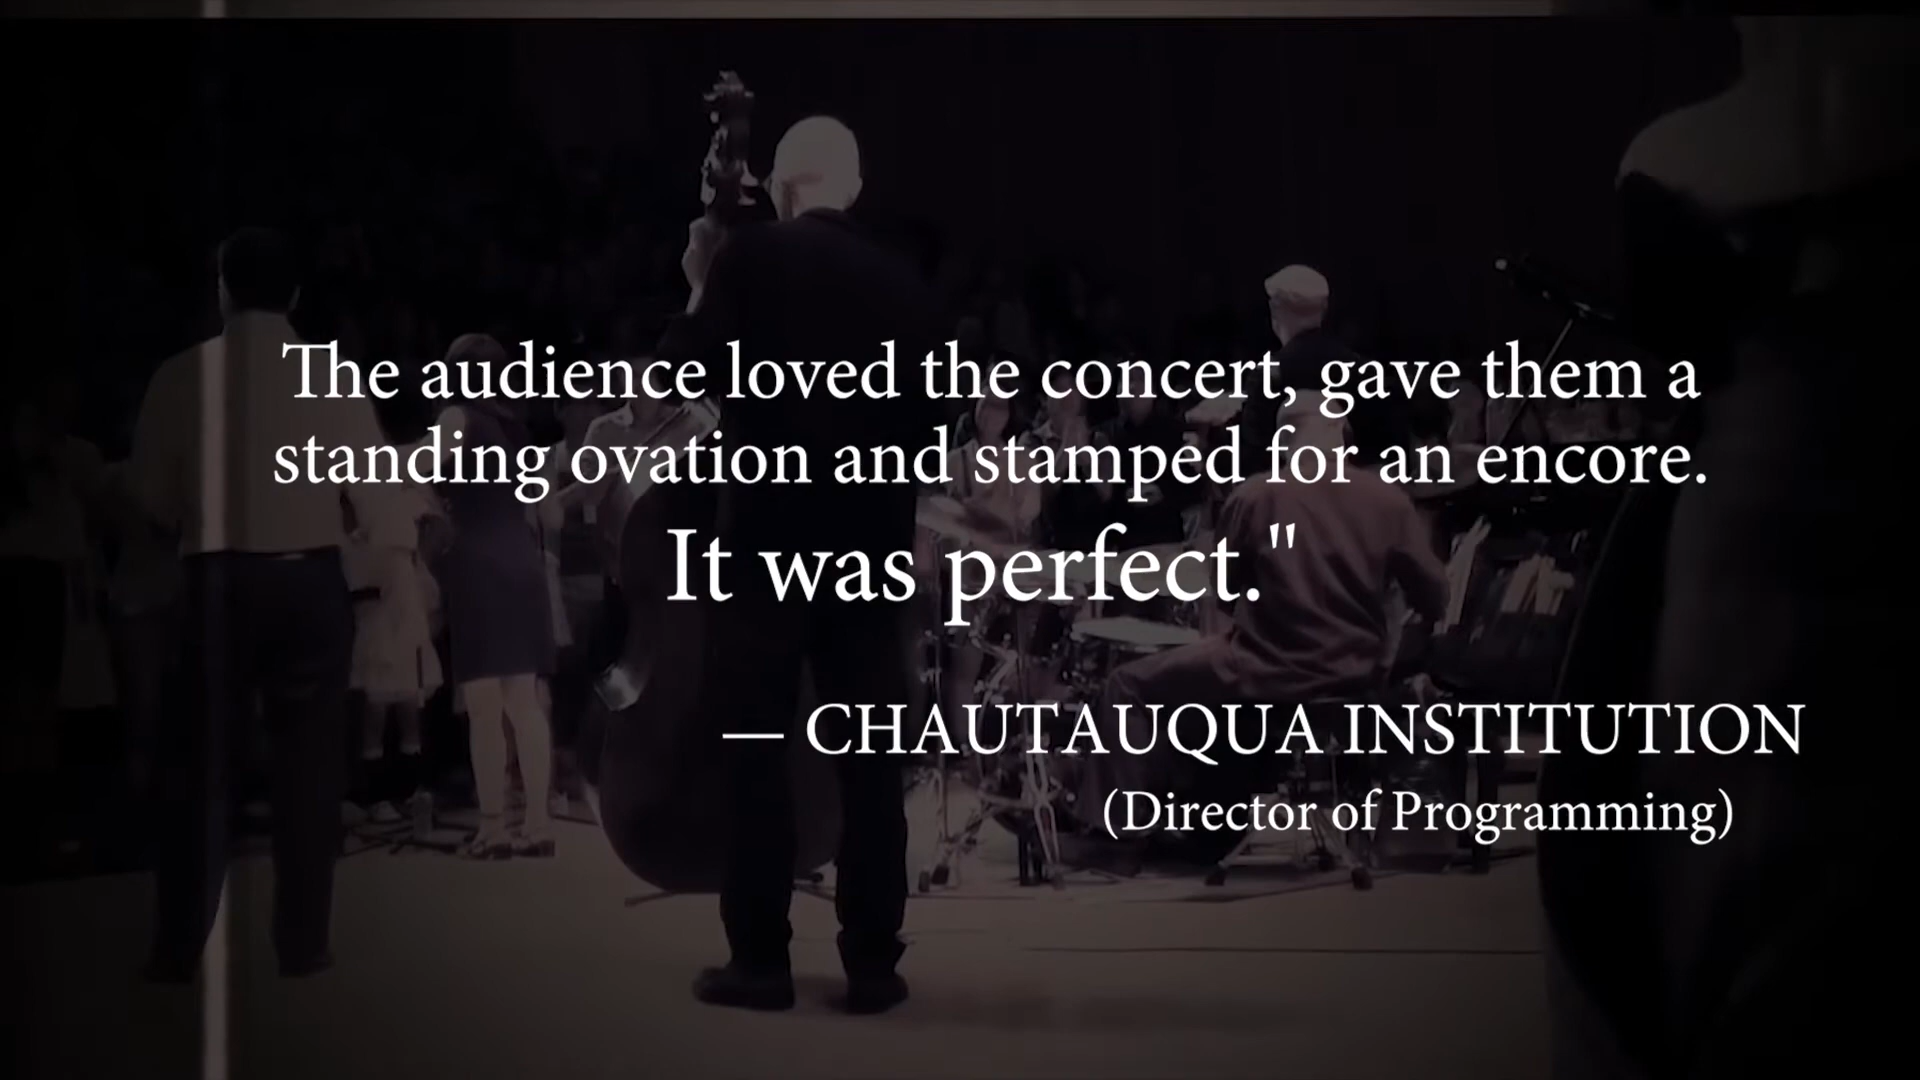 The audience loved the concert, gave them a
standing ovation and stamped for an encore.
It was perfect."
— CHAUTAUQUA INSTITUTION
(Director of Programming)